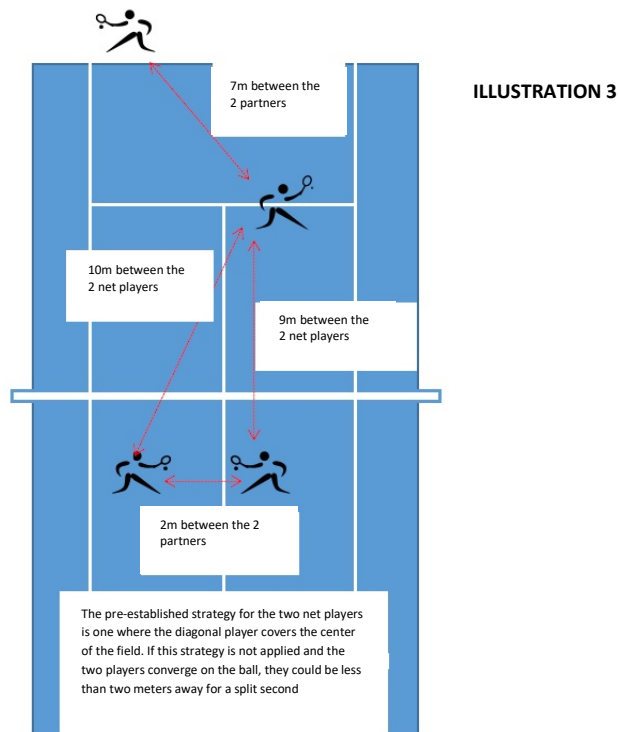 7m between the
2 partners
ILLUSTRATION 3
10m between the
2 net players
9m between the
2 net players
2m between the 2
partners
The pre-established strategy for the two net players
is one where the diagonal player covers the center
of the field. If this strategy is not applied and the
two players converge on the ball, they could be less
than two meters away for a split second